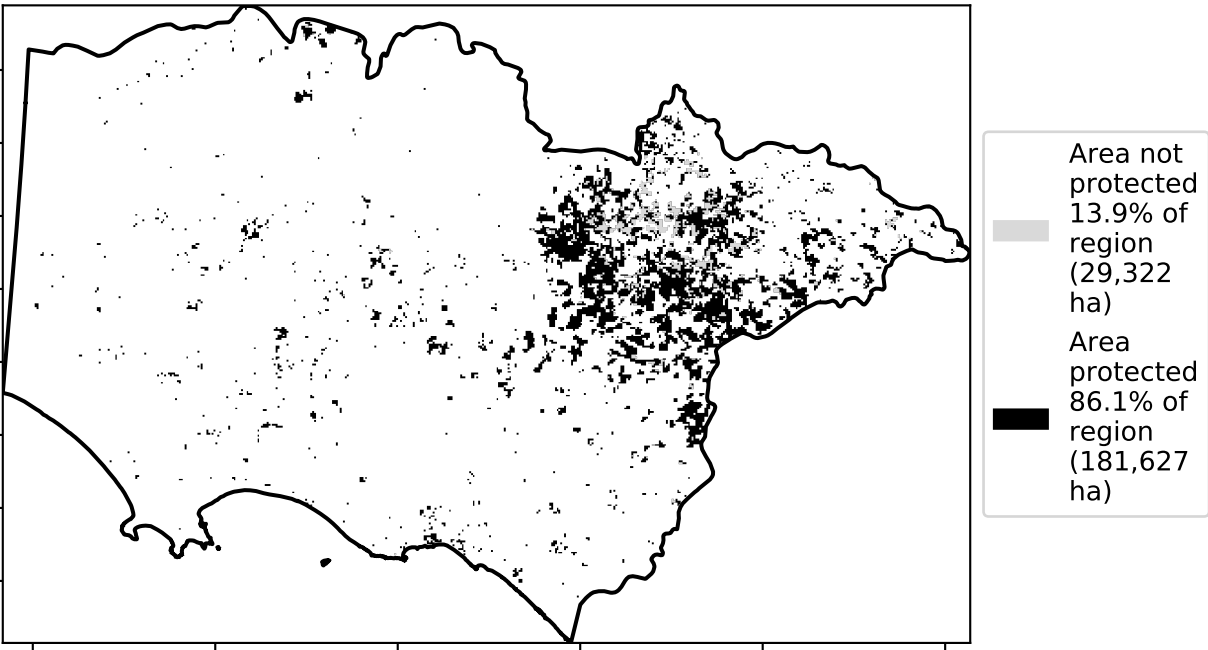 Area not
protected
13.9% of
region
(29,322
ha)
Area
protected
86.1% of
region
(181,627
ha)